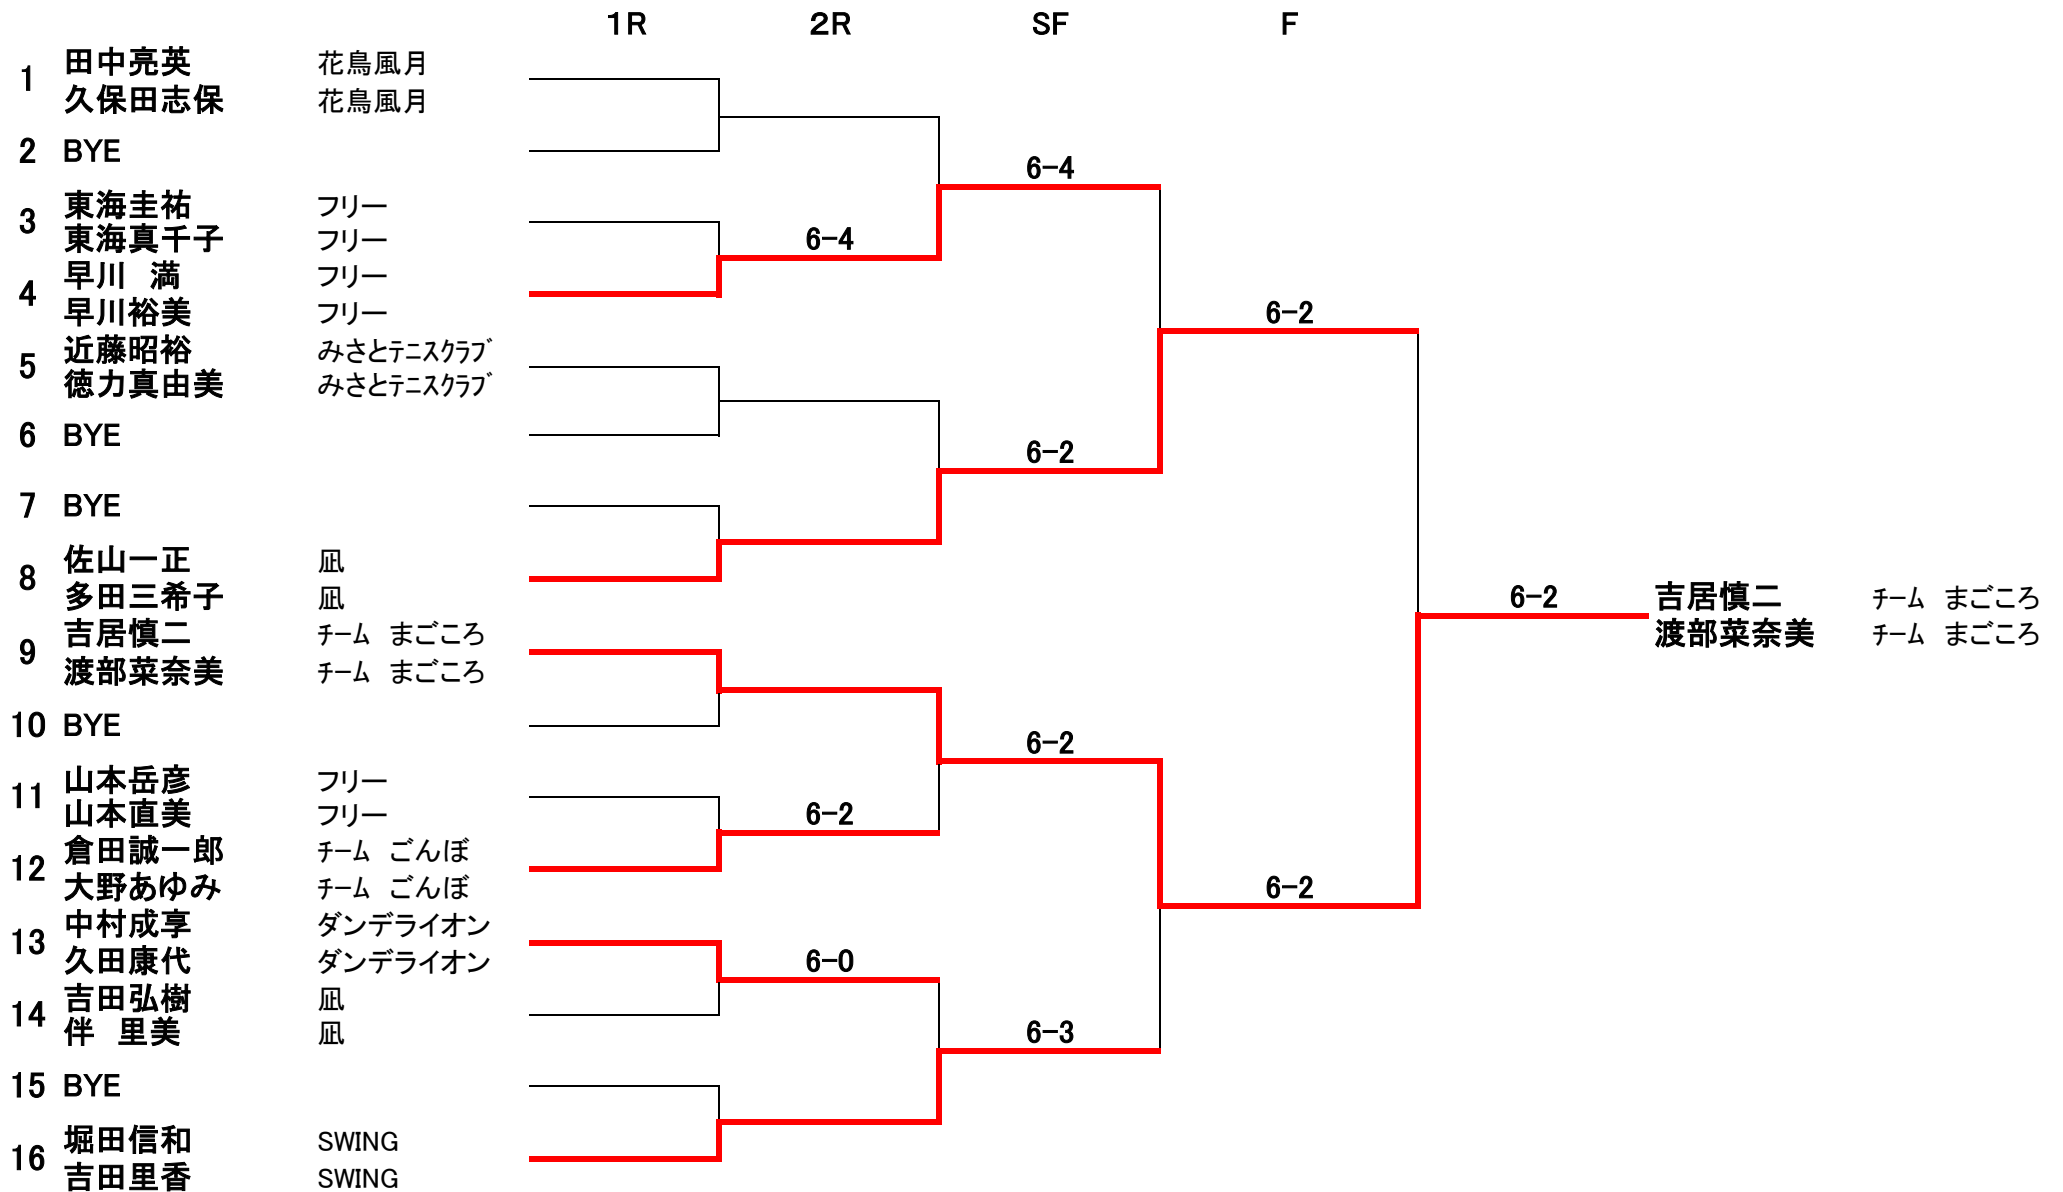 1R 2R SF F
田中亮英 花鳥風月
1
久保田志保 花鳥風月
2 BYE
6-4
東海圭祐 フリー
3
東海真千子 フリー
6-4
早川 満 フリー
4
早川裕美 フリー
6-2
近藤昭裕 みさとﾃﾆｽｸﾗﾌﾞ
5
徳力真由美 みさとﾃﾆｽｸﾗﾌﾞ
6 BYE
6-2
7 BYE
佐山一正 凪
8
多田三希子 凪
6-2
吉居慎二 ﾁｰﾑ まごころ
渡部菜奈美 ﾁｰﾑ まごころ
吉居慎二 ﾁｰﾑ まごころ
9
渡部菜奈美 ﾁｰﾑ まごころ
10 BYE
6-2
山本岳彦 フリー
11
山本直美 フリー
6-2
倉田誠一郎 ﾁｰﾑ ごんぼ
12
大野あゆみ ﾁｰﾑ ごんぼ
6-2
中村成享 ダンデライオン
13
久田康代 ダンデライオン
6-0
吉田弘樹 凪
14
伴 里美 凪
6-3
15 BYE
堀田信和 SWING
16
吉田里香 SWING